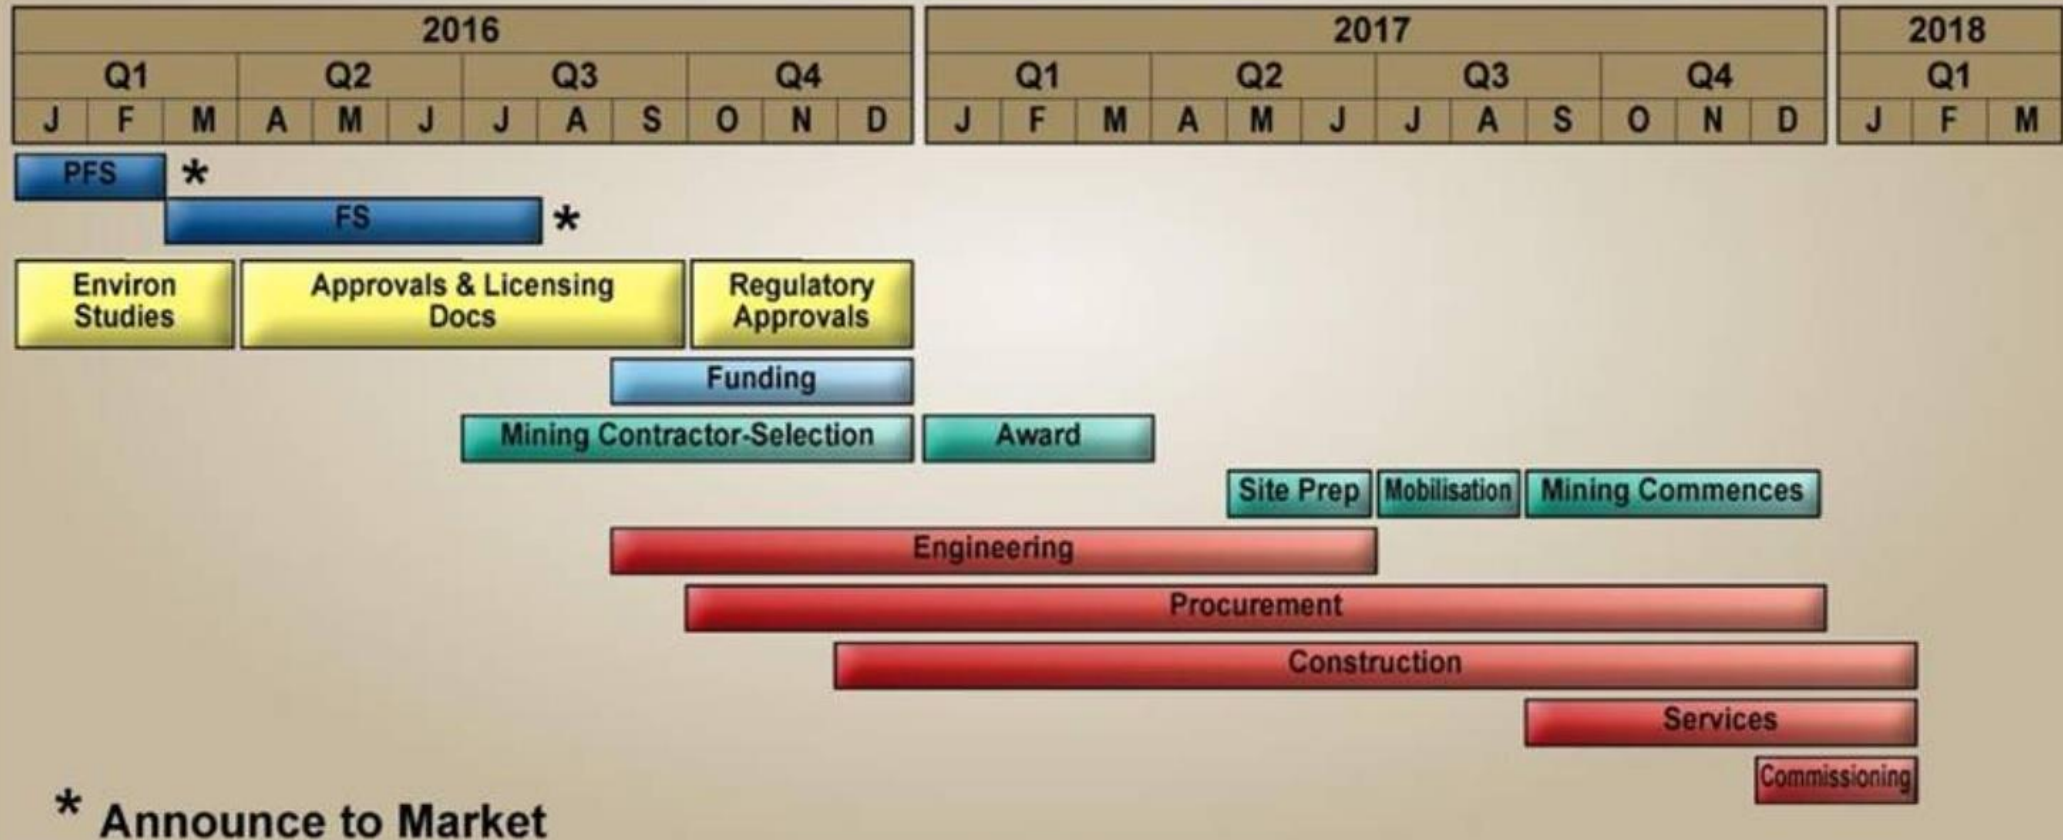 2016 2017 2018
Q1 Q2 Q3 Q4 Q1 Q2 Q3 Q4 Q1
J F M A M J J A S O N D J F M A M J J A S O N D J F M
PFS *
FS *
Environ
Studies
Approvals & Licensing
Docs
Regulatory
Approvals
Funding
Mining Contractor-Selection Award
Site Prep Mobilisation Mining Commences
Engineering
Procurement
Construction
Services
Commissioning
* Announce to Market